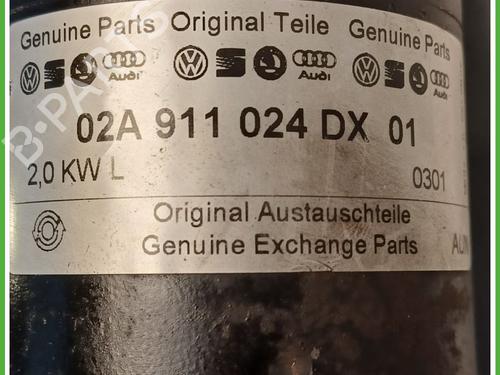 Genuine Parts Original Teile Genuine Parts
Audi Audi Audi
02A 911 024 DX 01
2,0 KW L 0301
Original Austauschteile
Genuine Exchange Parts
B-PARTS